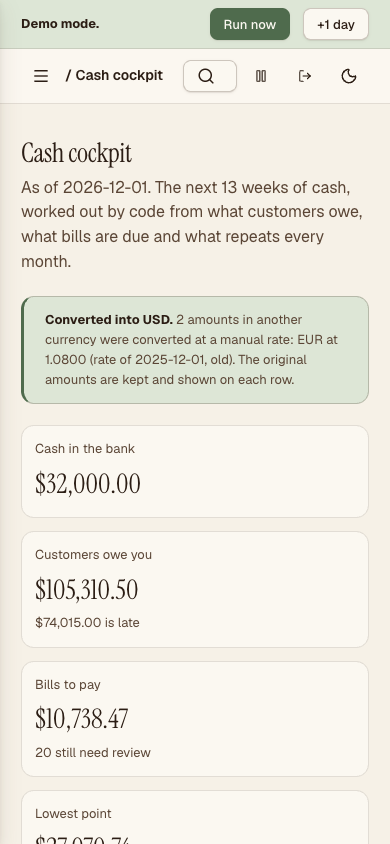 Demo mode.
Run now
+1 day
/ Cash cockpit
Cash cockpit
As of 2026-12-01. The next 13 weeks of cash,
worked out by code from what customers owe,
what bills are due and what repeats every
month.
Converted into USD. 2 amounts in another
currency were converted at a manual rate: EUR at
1.0800 (rate of 2025-12-01, old). The original
amounts are kept and shown on each row.
Cash in the bank
$32,000.00
Customers owe you
$105,310.50
$74,015.00 is late
Bills to pay
$10,738.47
20 still need review
Lowest point